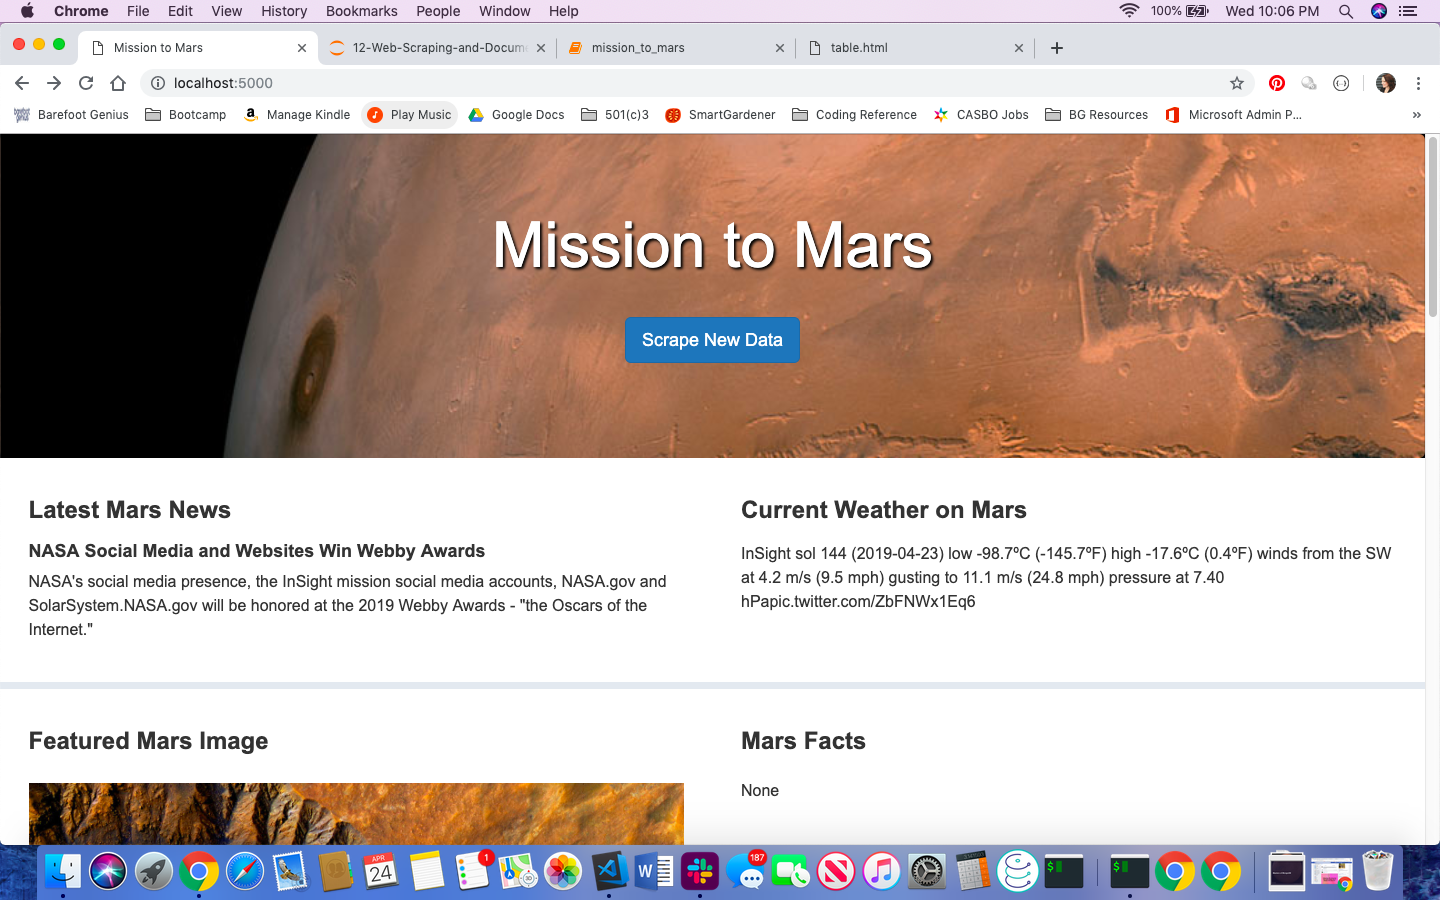 Chrome File Edit View History Bookmarks People Window Help 100% Wed 10:06 PM
Mission to Mars 12-Web-Scraping-and-Docume mission_to_mars table.html
localhost:5000
Barefoot Genius Bootcamp Manage Kindle Play Music Google Docs 501(c)3 SmartGardener Coding Reference CASBO Jobs BG Resources Microsoft Admin P... »
Mission to Mars
Scrape New Data
Latest Mars News
NASA Social Media and Websites Win Webby Awards
NASA's social media presence, the InSight mission social media accounts, NASA.gov and
SolarSystem.NASA.gov will be honored at the 2019 Webby Awards - "the Oscars of the
Internet."
Current Weather on Mars
InSight sol 144 (2019-04-23) low -98.7ºC (-145.7ºF) high -17.6ºC (0.4ºF) winds from the SW
at 4.2 m/s (9.5 mph) gusting to 11.1 m/s (24.8 mph) pressure at 7.40
hPapic.twitter.com/ZbFNWx1Eq6
Featured Mars Image
Mars Facts
None
APR
24
1
187